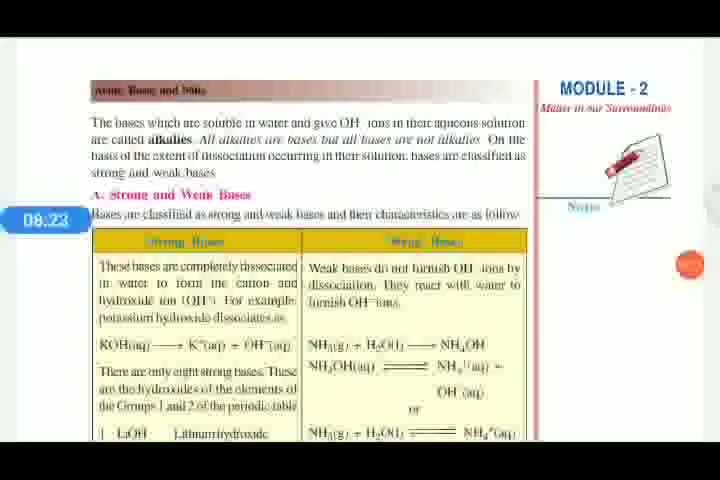 Acids Bases and Salts
MODULE - 2
Matter in our Surroundings
Notes
The bases which are soluble in water and give OH⁻ ions in their aqueous solution
are called alkalies. All alkalies are bases but all bases are not alkalies. On the
basis of the extent of dissociation occurring in their solution, bases are classified as
strong and weak bases.
A. Strong and Weak Bases
Bases are classified as strong and weak bases and their characteristics are as follow
08:23
Strong Bases
These bases are completely dissociated
in water to form the cation and
hydroxide ion (OH⁻). For example,
potassium hydroxide dissociates as
KOH(aq) ⟶ K⁺(aq) + OH⁻(aq)
There are only eight strong bases. These
are the hydroxides of the elements of
the Groups 1 and 2 of the periodic table
1 LiOH Lithium hydroxide
Weak Bases
Weak bases do not furnish OH⁻ ions by
dissociation. They react with water to
furnish OH⁻ ions.
NH₃(g) + H₂O(l) ⟶ NH₄OH
NH₄OH(aq) ⇌ NH₄⁺(aq) +
OH⁻(aq)
or
NH₃(g) + H₂O(l) ⇌ NH₄⁺(aq)